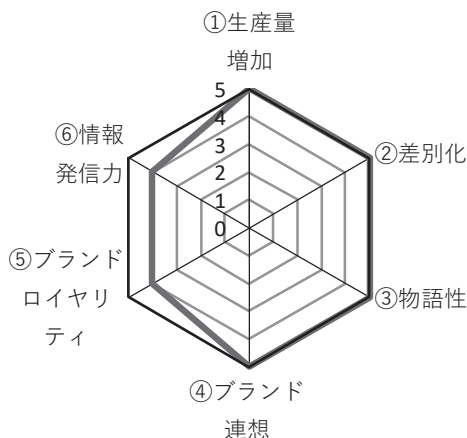 ①生産量
増加
5
4
3
2
1
0
②差別化
③物語性
④ブランド
連想
⑤ブランド
ロイヤリ
ティ
⑥情報
発信力